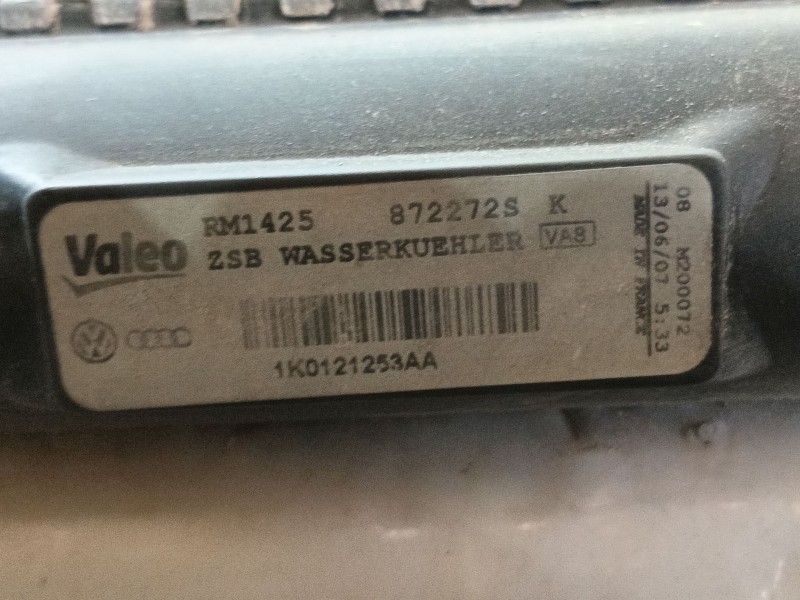 Valeo
RM1425 872272S K
ZSB WASSERKUEHLER VA8
1K0121253AA
08 M200072
13/06/07 5:33
MADE IN FRANCE